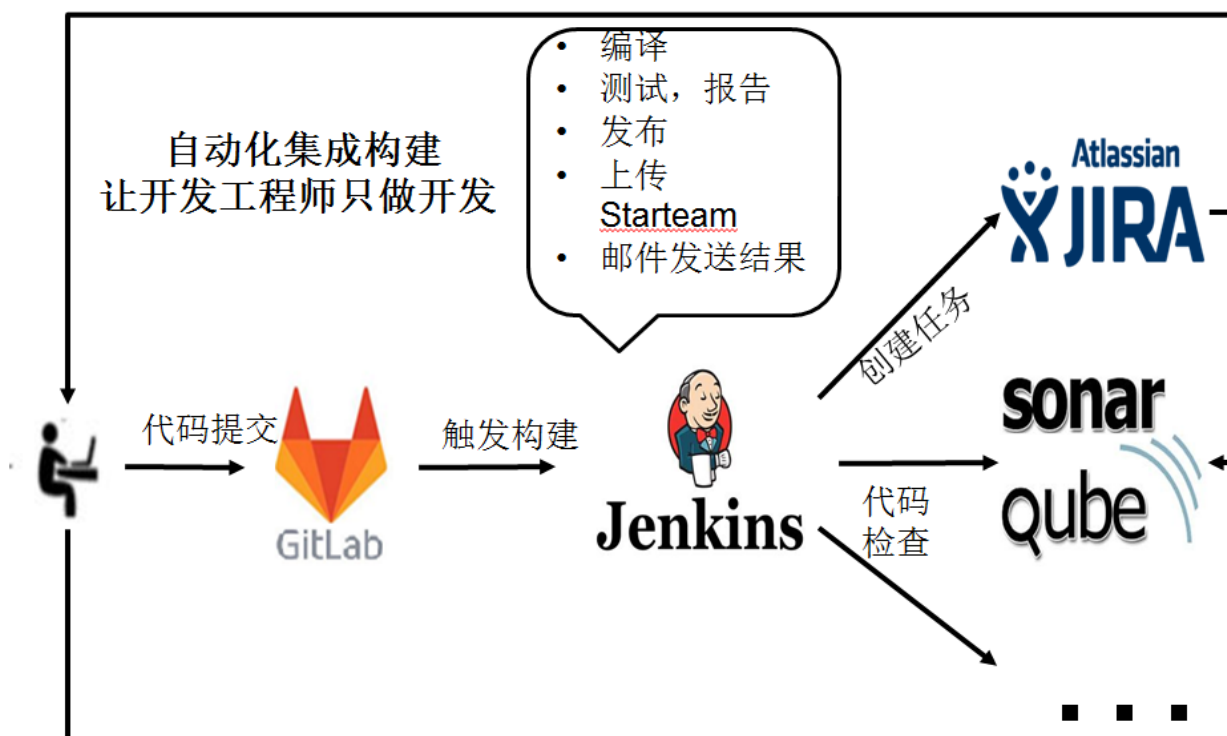 编译
测试，报告
发布
上传
Starteam
邮件发送结果
自动化集成构建
让开发工程师只做开发
Atlassian
JIRA
创建任务
代码提交
GitLab
触发构建
Jenkins
代码
检查
sonar
qube